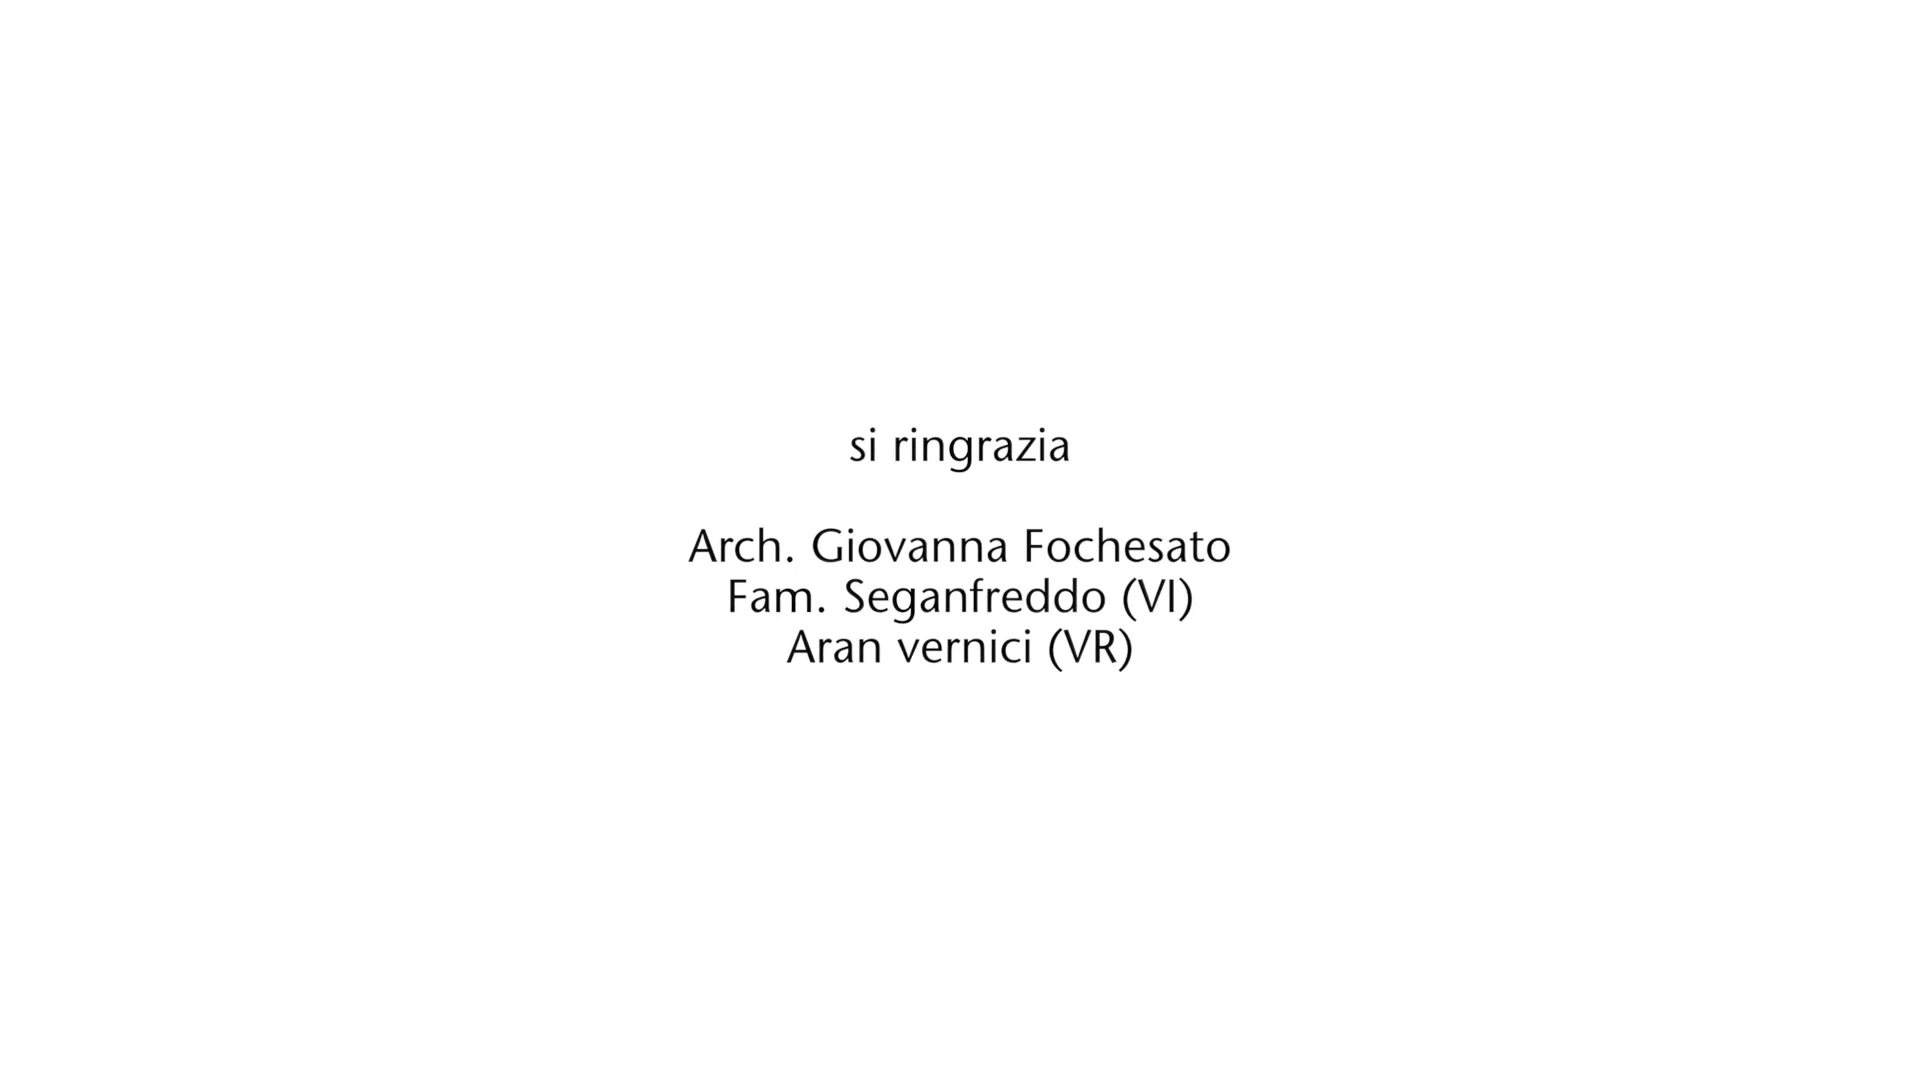 si ringrazia
Arch. Giovanna Fochesato
Fam. Seganfreddo (VI)
Aran vernici (VR)